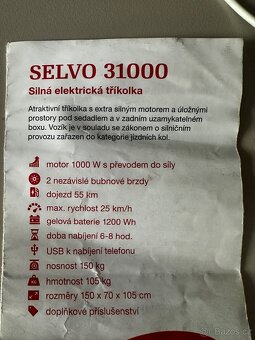 SELVO 31000
Silná elektrická tříkolka
Atraktivní tříkolka s extra silným motorem a úložnými
prostory pod sedadlem a v zadním uzamykatelném
boxu. Vozík je v souladu se zákonem o silničním
provozu zařazen do kategorie jízdních kol.
motor 1000 W s převodem do síly
2 nezávislé bubnové brzdy
dojezd 55 km
max. rychlost 25 km/h
gelová baterie 1200 Wh
doba nabíjení 6-8 hod.
USB k nabíjení telefonu
nosnost 150 kg
hmotnost 105 kg
rozměry 150 x 70 x 105 cm
doplňkové příslušenství